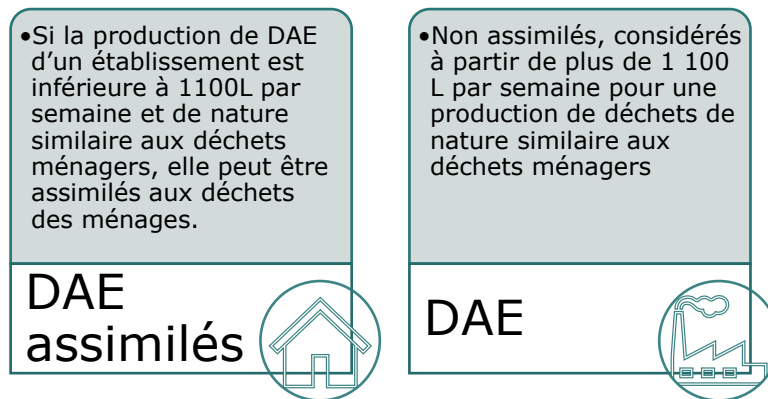 •Si la production de DAE
d’un établissement est
inférieure à 1100L par
semaine et de nature
similaire aux déchets
ménagers, elle peut être
assimilés aux déchets
des ménages.
DAE
assimilés
•Non assimilés, considérés
à partir de plus de 1 100
L par semaine pour une
production de déchets de
nature similaire aux
déchets ménagers
DAE